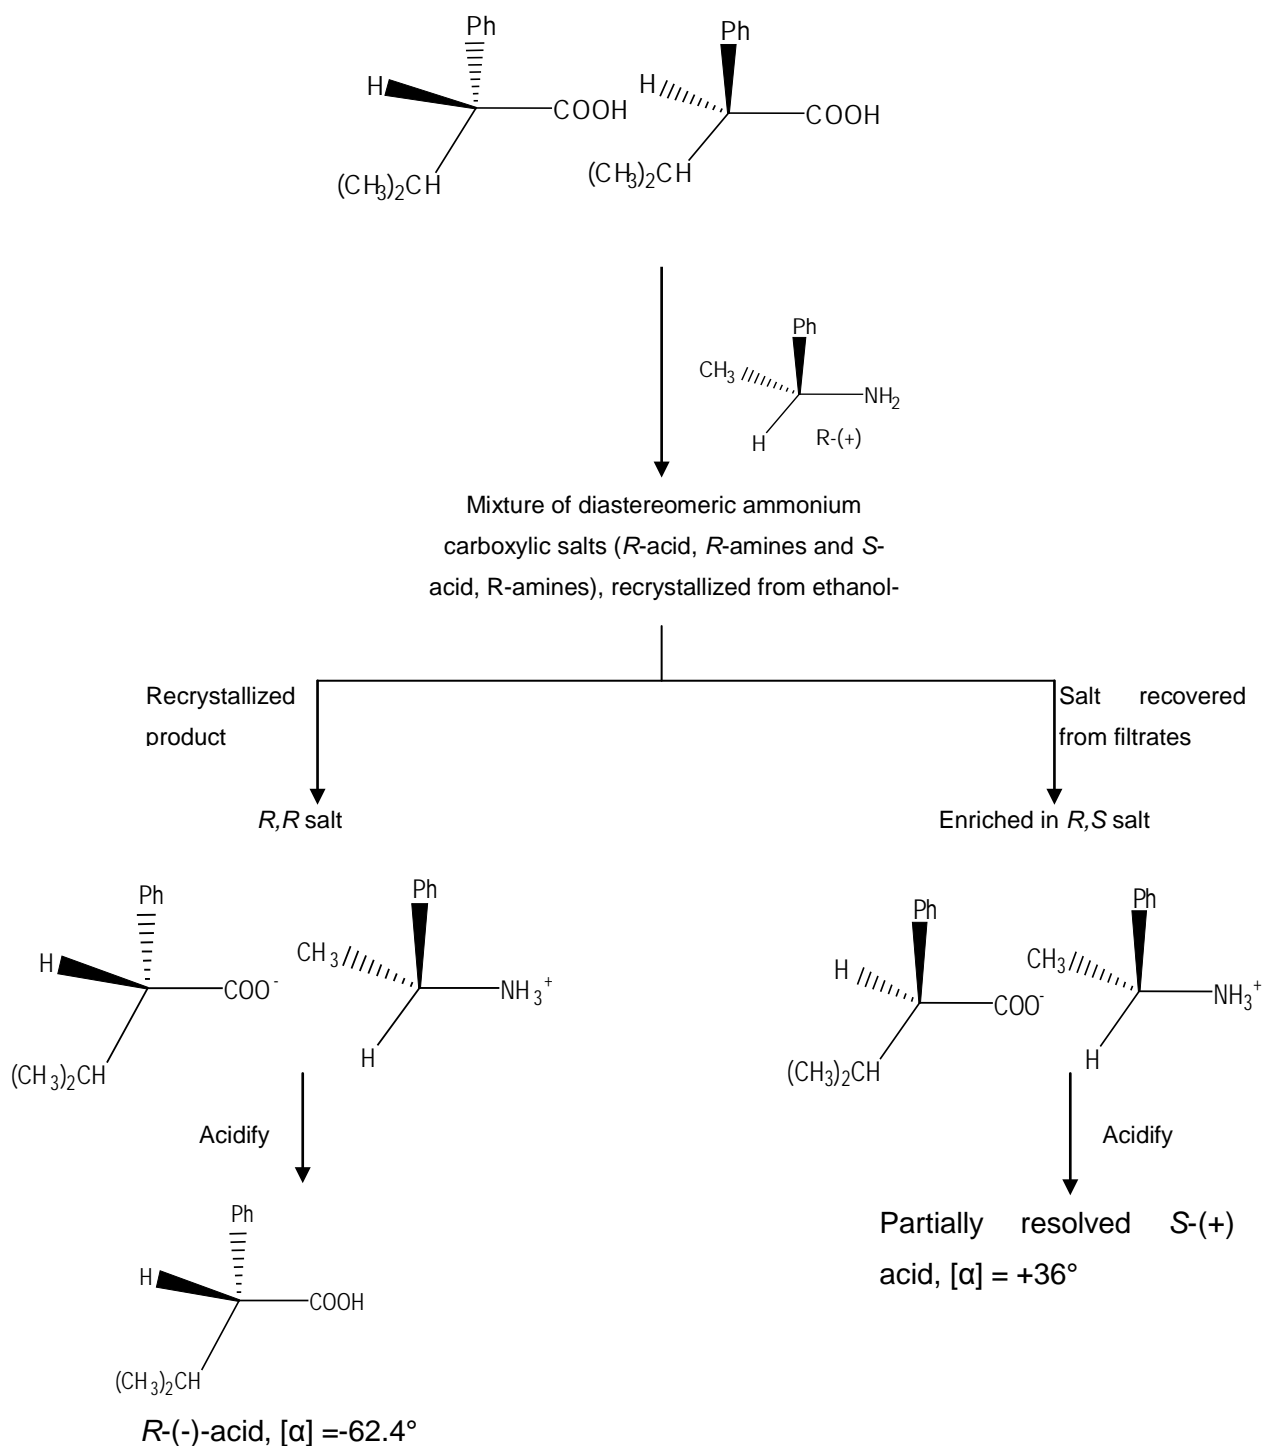 Ph
Ph
H
COOH
H
COOH
(CH3)2CH
(CH3)2CH
Ph
CH3
NH2
H
R-(+)
Mixture of diastereomeric ammonium
carboxylic salts (R-acid, R-amines and S-
acid, R-amines), recrystallized from ethanol-
Recrystallized
product
Salt recovered
from filtrates
R,R salt
Enriched in R,S salt
Ph
Ph
H
CH3
COO-
NH3+
H
(CH3)2CH
Ph
Ph
H
CH3
COO-
NH3+
H
(CH3)2CH
Acidify
Acidify
Ph
H
COOH
(CH3)2CH
R-(-)-acid, [α] =-62.4°
Partially resolved S-(+)
acid, [α] = +36°